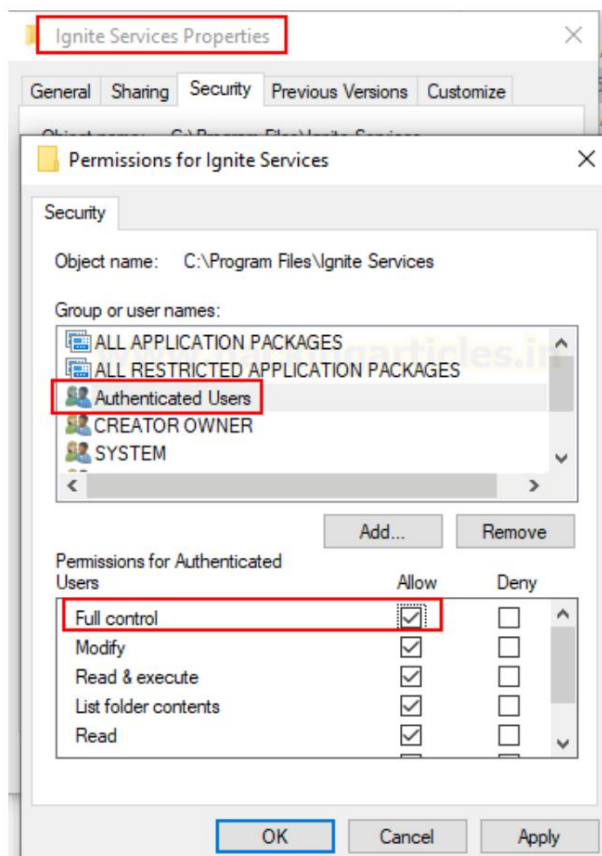 Ignite Services Properties
General Sharing Security Previous Versions Customize
Permissions for Ignite Services
Security
Object name: C:\Program Files\Ignite Services
Group or user names:
ALL APPLICATION PACKAGES
ALL RESTRICTED APPLICATION PACKAGES
Authenticated Users
CREATOR OWNER
SYSTEM
Add... Remove
Permissions for Authenticated
Users Allow Deny
Full control
Modify
Read & execute
List folder contents
Read
OK Cancel Apply